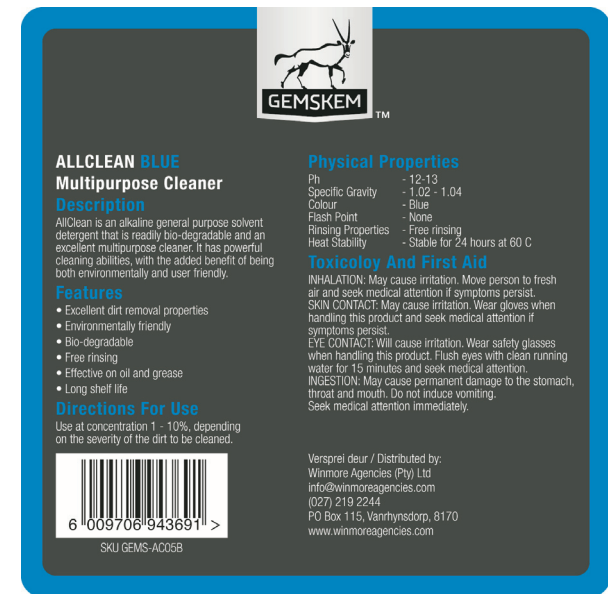 GEMSKEM
TM
ALLCLEAN BLUE
Multipurpose Cleaner
Description
AllClean is an alkaline general purpose solvent
detergent that is readily bio-degradable and an
excellent multipurpose cleaner. It has powerful
cleaning abilities, with the added benefit of being
both environmentally and user friendly.
Features
• Excellent dirt removal properties
• Environmentally friendly
• Bio-degradable
• Free rinsing
• Effective on oil and grease
• Long shelf life
Directions For Use
Use at concentration 1 - 10%, depending
on the severity of the dirt to be cleaned.
6 009706 943691 >
SKU GEMS-AC05B
Physical Properties
Ph - 12-13
Specific Gravity - 1.02 - 1.04
Colour - Blue
Flash Point - None
Rinsing Properties - Free rinsing
Heat Stability - Stable for 24 hours at 60 C
Toxicoloy And First Aid
INHALATION: May cause irritation. Move person to fresh
air and seek medical attention if symptoms persist.
SKIN CONTACT: May cause irritation. Wear gloves when
handling this product and seek medical attention if
symptoms persist.
EYE CONTACT: Will cause irritation. Wear safety glasses
when handling this product. Flush eyes with clean running
water for 15 minutes and seek medical attention.
INGESTION: May cause permanent damage to the stomach,
throat and mouth. Do not induce vomiting.
Seek medical attention immediately.
Versprei deur / Distributed by:
Winmore Agencies (Pty) Ltd
info@winmoreagencies.com
(027) 219 2244
PO Box 115, Vanrhynsdorp, 8170
www.winmoreagencies.com